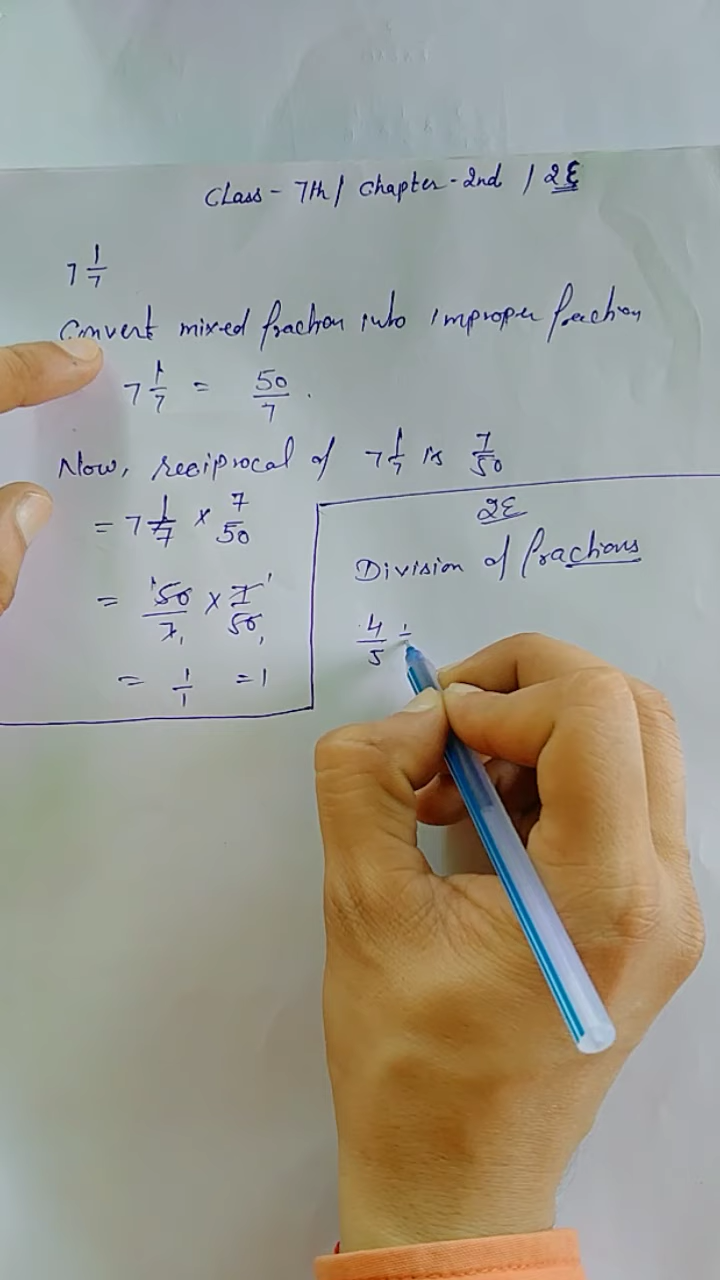 Class - 7th / Chapter - 2nd / 2E
7 1/7
Convert mixed fraction into improper fraction
7 1/7 = 50/7 .
Now, reciprocal of 7 1/7 is 7/50
= 7 1/7 × 7/50
= 50/7 × 7/50
= 1/1 = 1
2E
Division of fractions
4/5 ÷